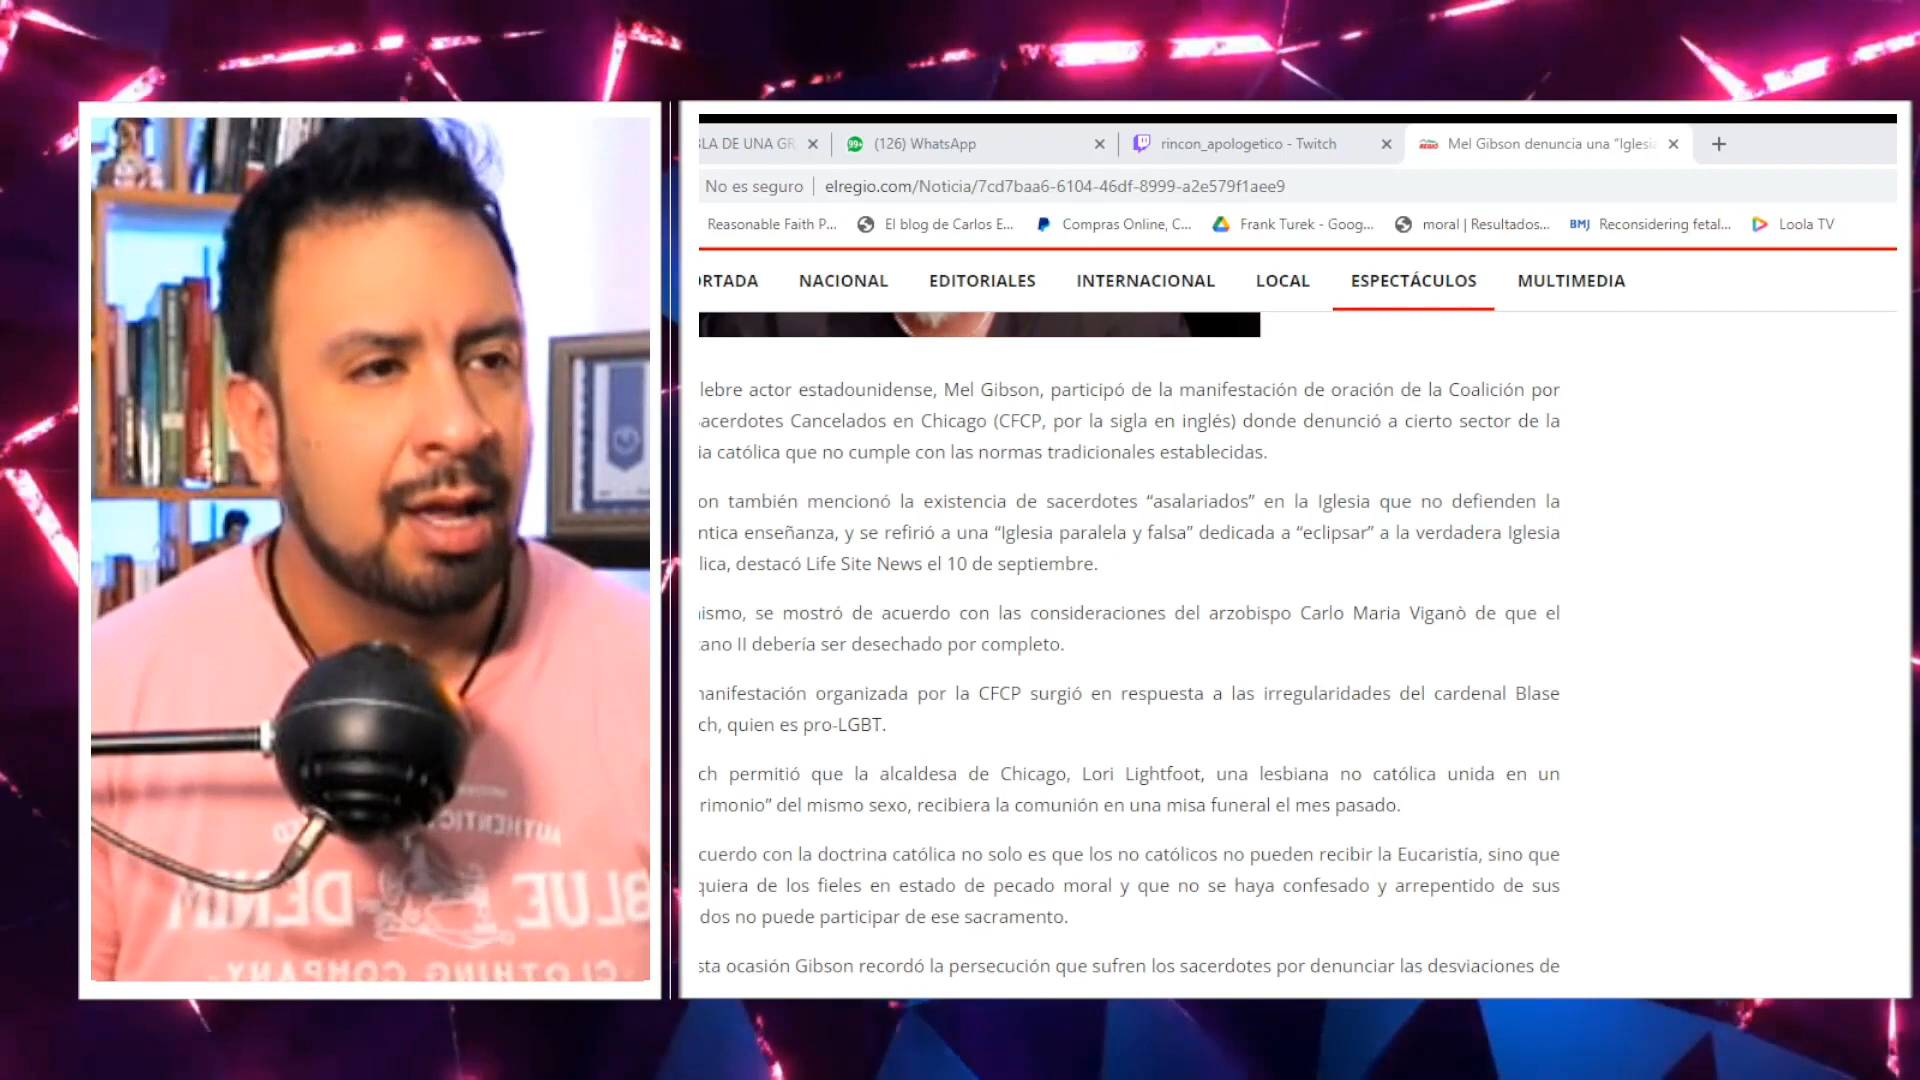 LA DE UNA GR
99+ (126) WhatsApp
rincon_apologetico - Twitch
REGIO Mel Gibson denuncia una "Iglesi
No es seguro
elregio.com/Noticia/7cd7baa6-6104-46df-8999-a2e579f1aee9
Reasonable Faith P...
El blog de Carlos E...
Compras Online, C...
Frank Turek - Goog...
moral | Resultados...
BMJ Reconsidering fetal...
Loola TV
RTADA
NACIONAL
EDITORIALES
INTERNACIONAL
LOCAL
ESPECTÁCULOS
MULTIMEDIA
lebre actor estadounidense, Mel Gibson, participó de la manifestación de oración de la Coalición por
acerdotes Cancelados en Chicago (CFCP, por la sigla en inglés) donde denunció a cierto sector de la
ia católica que no cumple con las normas tradicionales establecidas.
on también mencionó la existencia de sacerdotes “asalariados” en la Iglesia que no defienden la
ntica enseñanza, y se refirió a una “Iglesia paralela y falsa” dedicada a “eclipsar” a la verdadera Iglesia
lica, destacó Life Site News el 10 de septiembre.
ismo, se mostró de acuerdo con las consideraciones del arzobispo Carlo Maria Viganò de que el
ano II debería ser desechado por completo.
nanifestación organizada por la CFCP surgió en respuesta a las irregularidades del cardenal Blase
ch, quien es pro-LGBT.
ch permitió que la alcaldesa de Chicago, Lori Lightfoot, una lesbiana no católica unida en un
rimonio” del mismo sexo, recibiera la comunión en una misa funeral el mes pasado.
cuerdo con la doctrina católica no solo es que los no católicos no pueden recibir la Eucaristía, sino que
quiera de los fieles en estado de pecado moral y que no se haya confesado y arrepentido de sus
dos no puede participar de ese sacramento.
sta ocasión Gibson recordó la persecución que sufren los sacerdotes por denunciar las desviaciones de
AUTHENTIC
BLUE DENIM
CLOTHING COMPANY